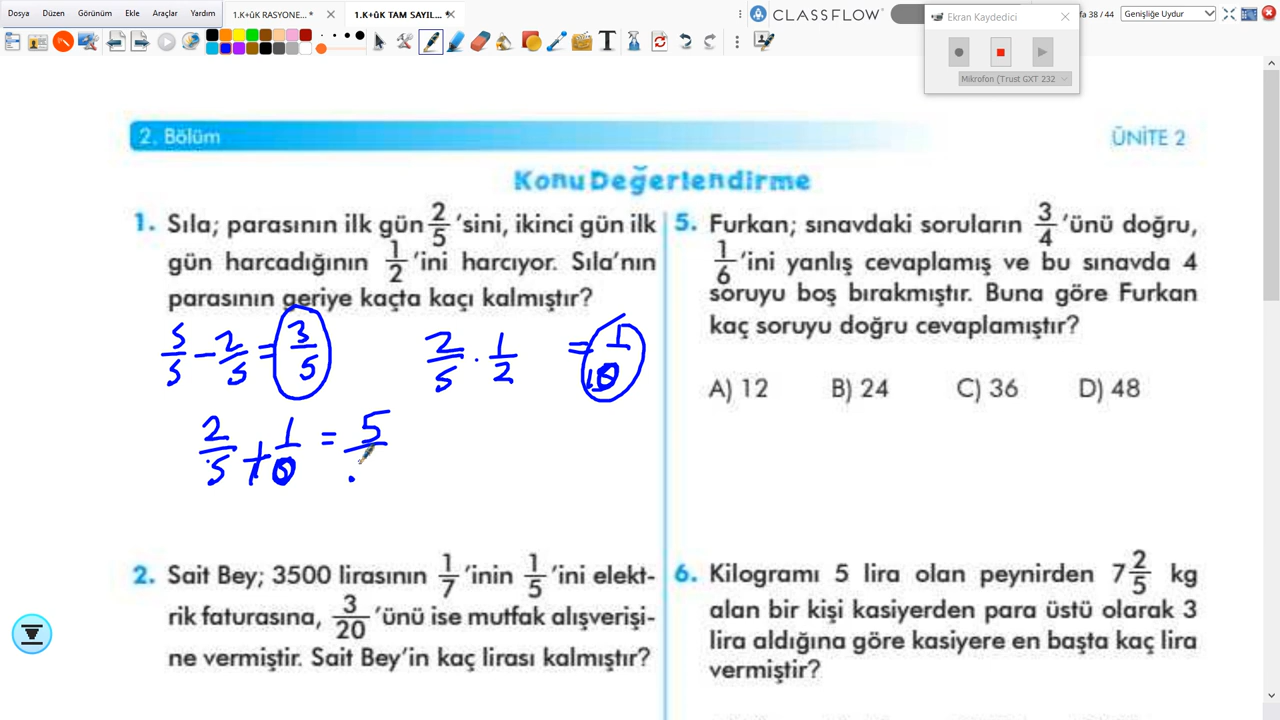 Dosya Düzen Görünüm Ekle Araçlar Yardım
1.K+ûK RASYONE... *
1.K+ûK TAM SAYIL... *
CLASSFLOW
Ekran Kaydedici
38 / 44
Genişliğe Uydur
Mikrofon (Trust GXT 232
2. Bölüm
ÜNİTE 2
Konu Değerlendirme
1. Sıla; parasının ilk gün 2/5 'sini, ikinci gün ilk
gün harcadığının 1/2 'ini harcıyor. Sıla'nın
parasının geriye kaçta kaçı kalmıştır?
5/5 - 2/5 = 3/5
2/5 . 1/2 = 1/10
2/5 + 1/10 = 5/
2. Sait Bey; 3500 lirasının 1/7 'inin 1/5 'ini elekt-
rik faturasına, 3/20 'ünü ise mutfak alışverişi-
ne vermiştir. Sait Bey'in kaç lirası kalmıştır?
5. Furkan; sınavdaki soruların 3/4 'ünü doğru,
1/6 'ini yanlış cevaplamış ve bu sınavda 4
soruyu boş bırakmıştır. Buna göre Furkan
kaç soruyu doğru cevaplamıştır?
A) 12 B) 24 C) 36 D) 48
6. Kilogramı 5 lira olan peynirden 7 2/5 kg
alan bir kişi kasiyerden para üstü olarak 3
lira aldığına göre kasiyere en başta kaç lira
vermiştir?